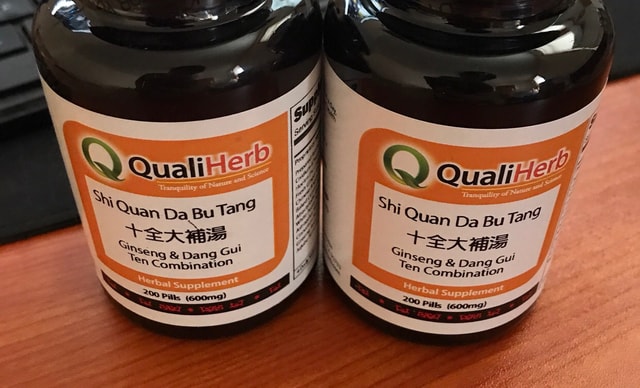 QualiHerb
Tranquility of Nature and Science
Shi Quan Da Bu Tang
十全大補湯
Ginseng & Dang Gui
Ten Combination
Herbal Supplement
200 Pills (600mg)
QualiHerb
Tranquility of Nature and Science
Shi Quan Da Bu Tang
十全大補湯
Ginseng & Dang Gui
Ten Combination
Herbal Supplement
200 Pills (600mg)